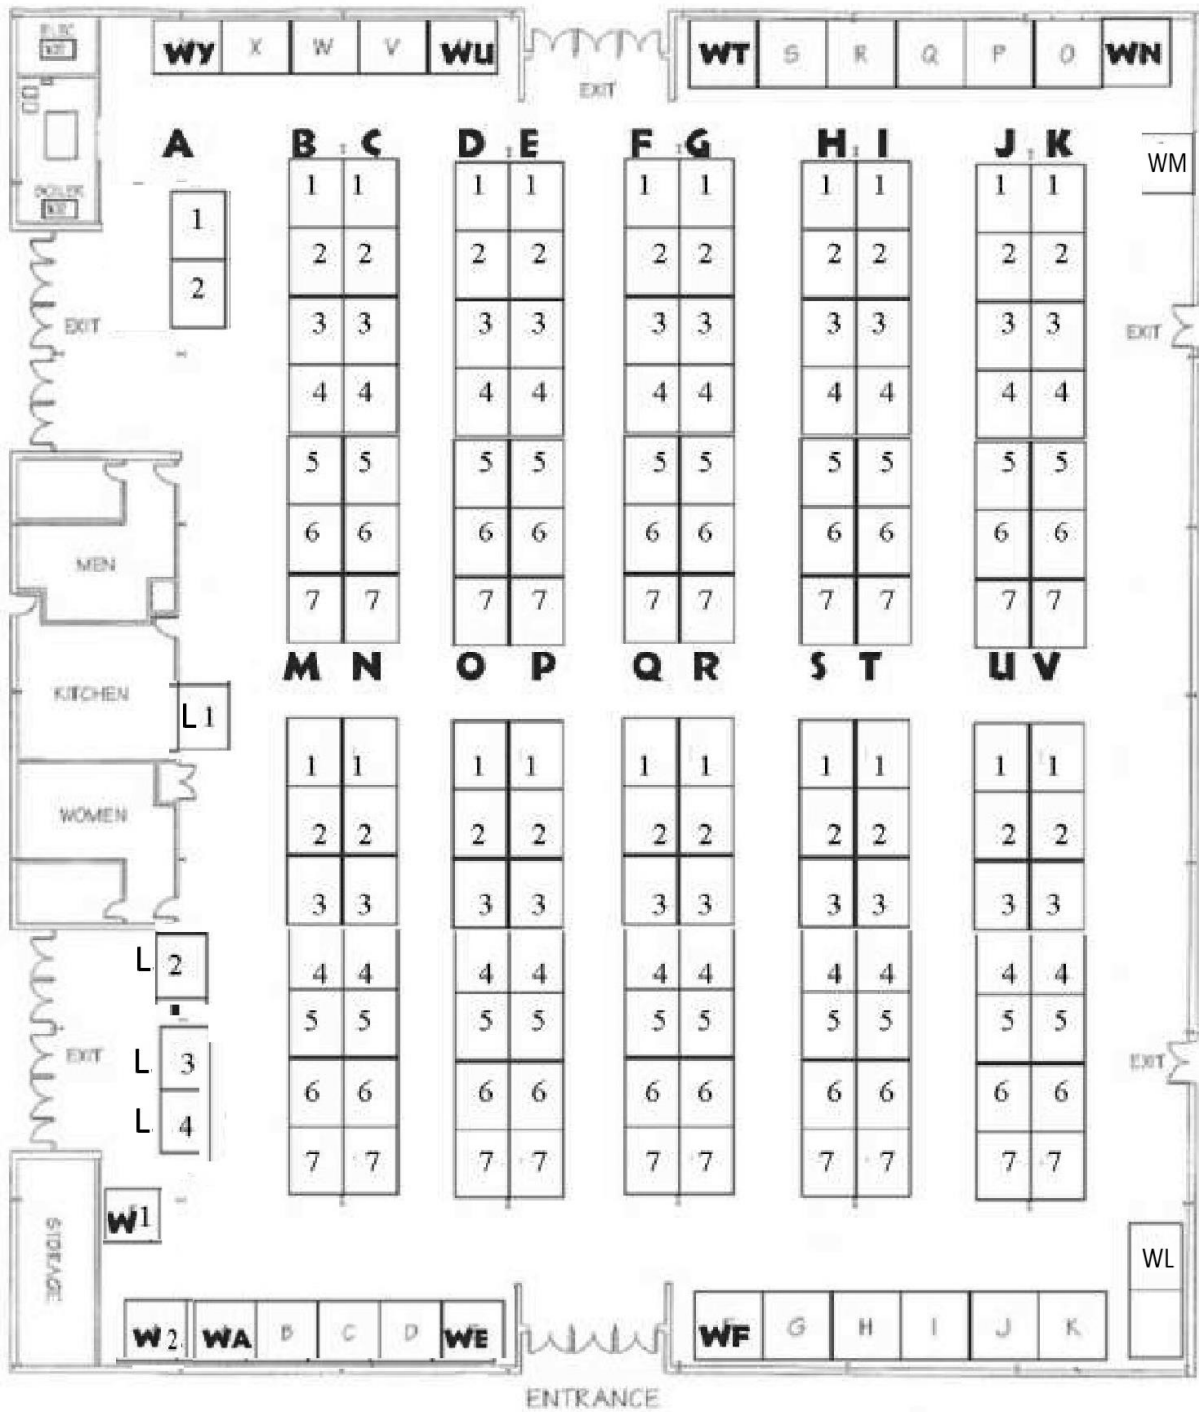 WY X W V WU
WT S R Q P O WN
EXIT
A B C D E F G H I J K
WM
BOILER
1 1 1 1 1 1 1 1 1 1
1
2 2 2 2 2 2 2 2 2 2
2
EXIT
3 3 3 3 3 3 3 3 3 3
EXIT
4 4 4 4 4 4 4 4 4 4
5 5 5 5 5 5 5 5 5 5
6 6 6 6 6 6 6 6 6 6
MEN
7 7 7 7 7 7 7 7 7 7
M N O P Q R S T U V
KITCHEN
L 1
1 1 1 1 1 1 1 1 1 1
WOMEN
2 2 2 2 2 2 2 2 2 2
3 3 3 3 3 3 3 3 3 3
L 2
4 4 4 4 4 4 4 4 4 4
5 5 5 5 5 5 5 5 5 5
EXIT
L 3
EXIT
6 6 6 6 6 6 6 6 6 6
L 4
7 7 7 7 7 7 7 7 7 7
W1
STORAGE
WL
W2 WA B C D WE
WF G H I J K
ENTRANCE